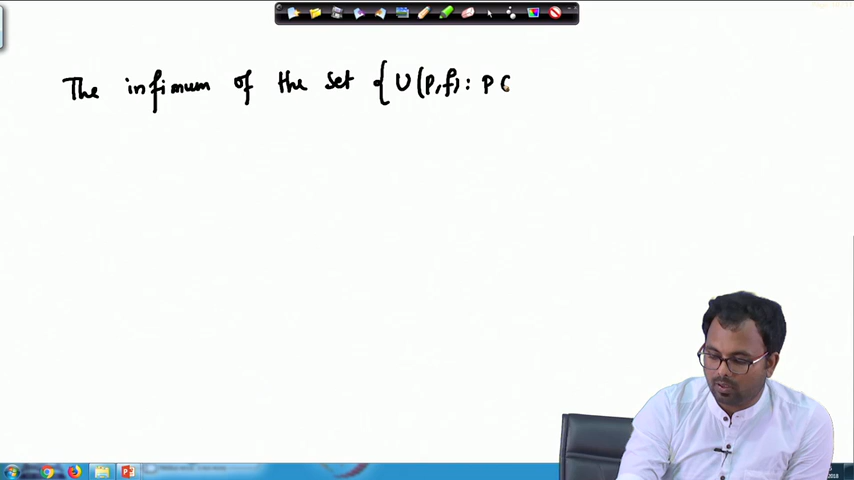 The infimum of the set { U(P,f): P